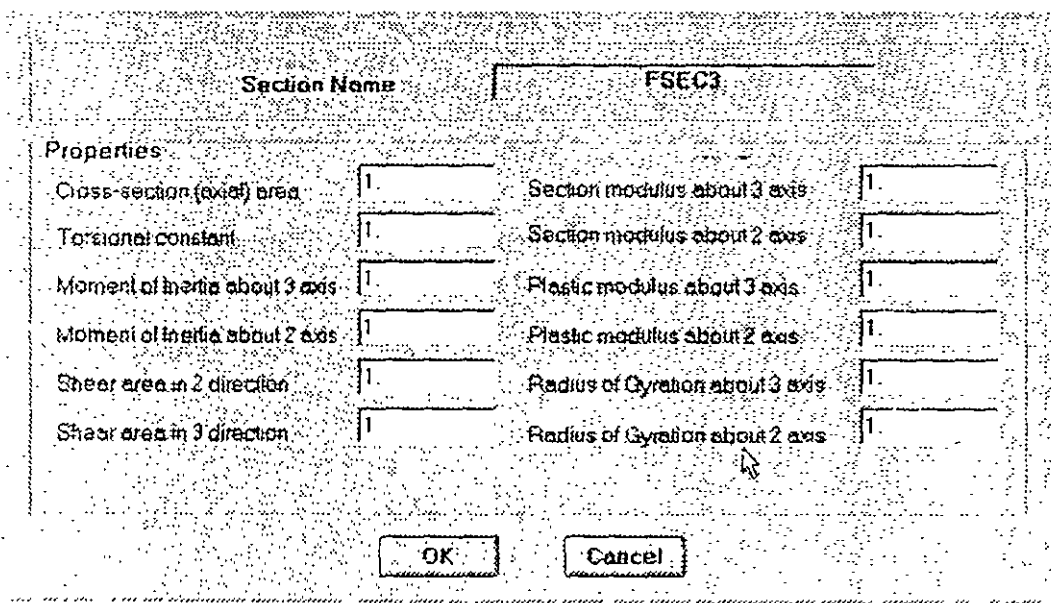 Section Name FSEC3
Properties
Cross-section (axial) area 1. Section modulus about 3 axis 1.
Torsional constant 1. Section modulus about 2 axis 1.
Moment of Inertia about 3 axis 1. Plastic modulus about 3 axis 1.
Moment of Inertia about 2 axis 1. Plastic modulus about 2 axis 1.
Shear area in 2 direction 1. Radius of Gyration about 3 axis 1.
Shear area in 3 direction 1. Radius of Gyration about 2 axis 1.
OK Cancel